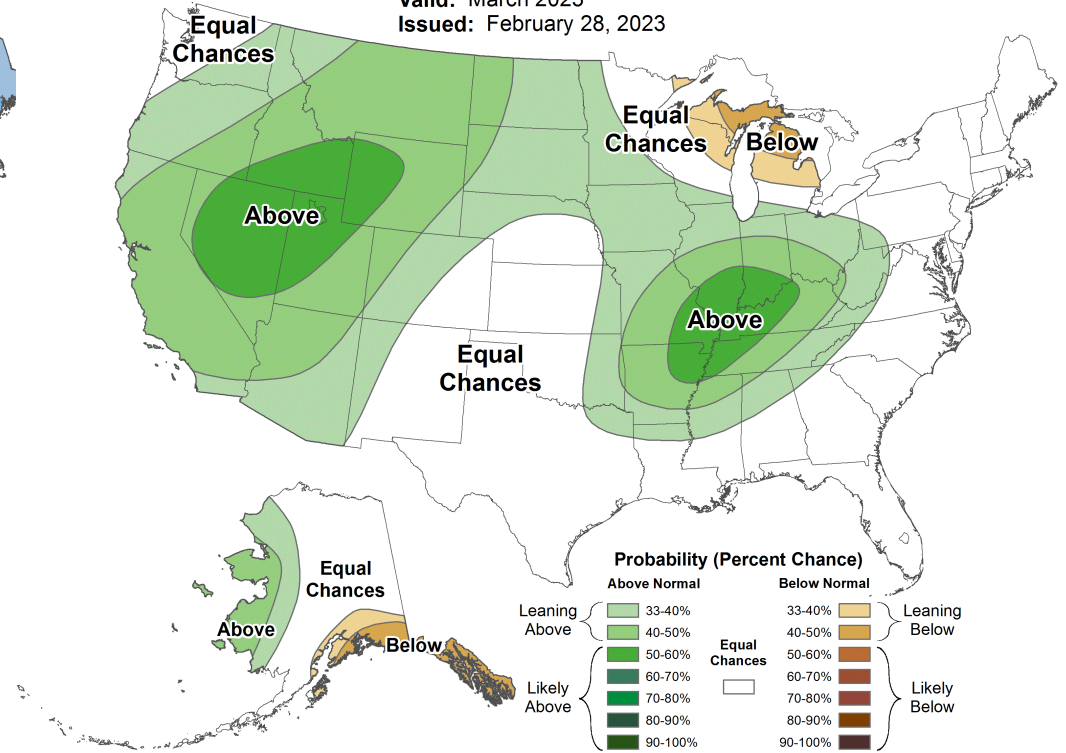 Valid: March 2023
Issued: February 28, 2023
Equal
Chances
Equal
Chances
Below
Above
Above
Equal
Chances
Equal
Chances
Above
Below
Probability (Percent Chance)
Above Normal
Below Normal
Leaning
Above
33-40%
40-50%
50-60%
60-70%
70-80%
80-90%
90-100%
Likely
Above
Equal
Chances
33-40%
40-50%
50-60%
60-70%
70-80%
80-90%
90-100%
Leaning
Below
Likely
Below